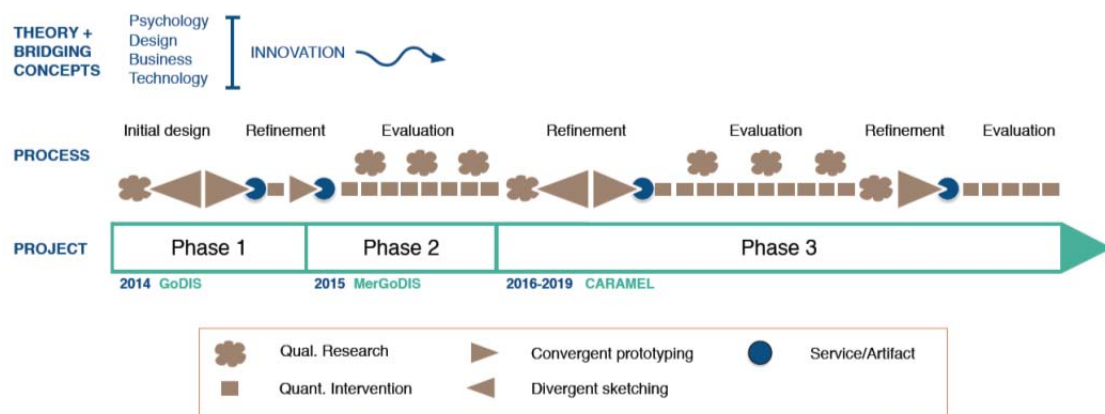 THEORY +
BRIDGING
CONCEPTS
Psychology
Design
Business
Technology
INNOVATION
PROCESS
Initial design
Refinement
Evaluation
Refinement
Evaluation
Refinement
Evaluation
PROJECT
Phase 1
Phase 2
Phase 3
2014 GoDIS
2015 MerGoDIS
2016-2019 CARAMEL
Qual. Research
Convergent prototyping
Service/Artifact
Quant. Intervention
Divergent sketching